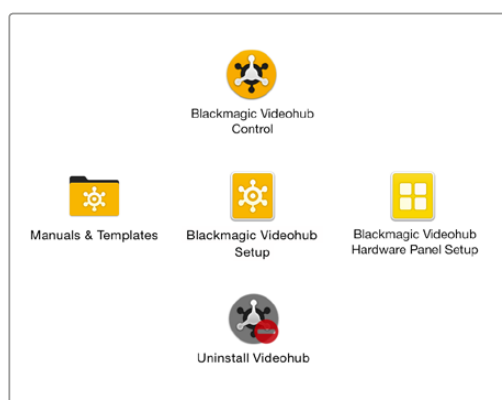 Blackmagic Videohub
Control
Manuals & Templates
Blackmagic Videohub
Setup
Blackmagic Videohub
Hardware Panel Setup
Uninstall Videohub